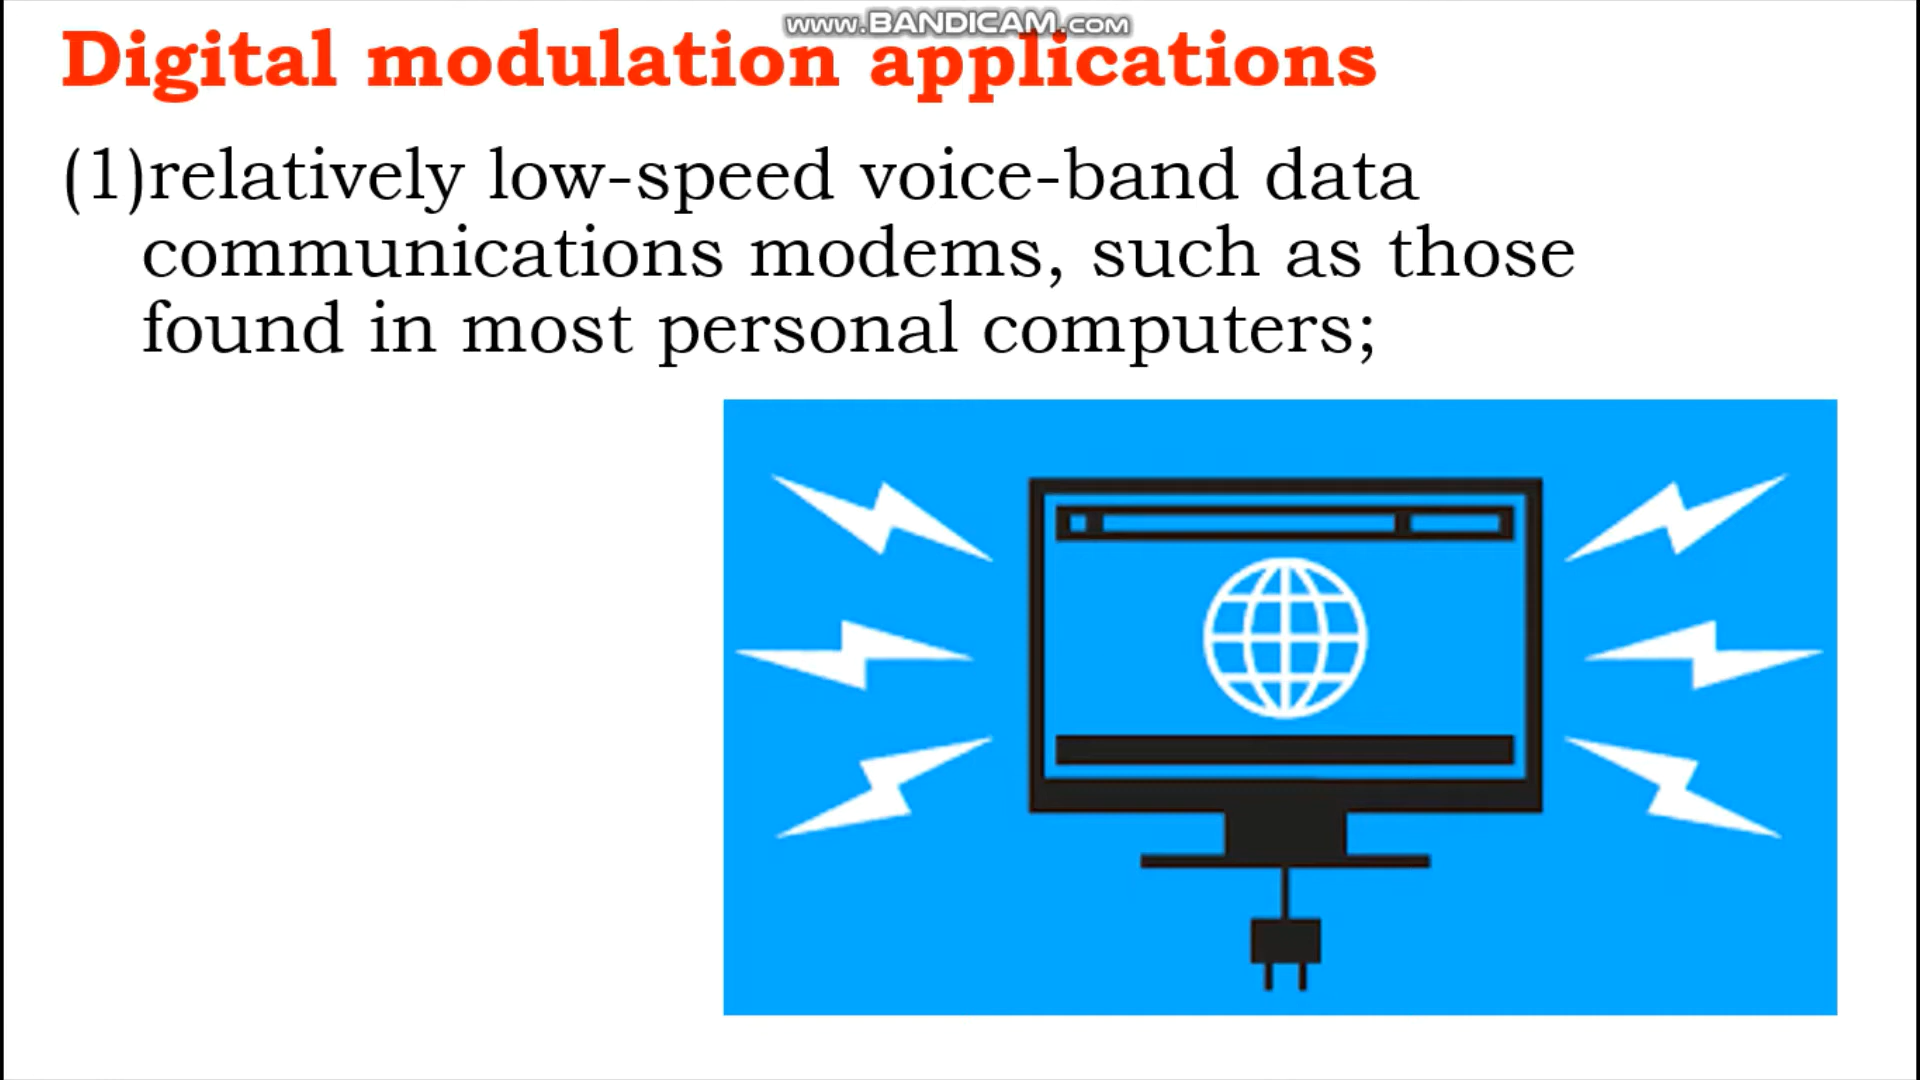 www.BANDICAM.com
Digital modulation applications
(1)relatively low-speed voice-band data
communications modems, such as those
found in most personal computers;